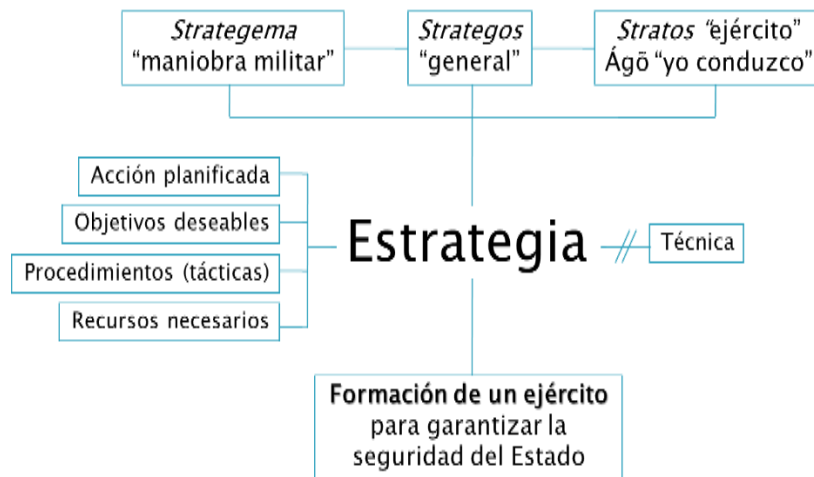 Strategema
“maniobra militar”
Strategos
“general”
Stratos “ejército”
Ágō “yo conduzco”
Acción planificada
Objetivos deseables
Procedimientos (tácticas)
Recursos necesarios
Estrategia
Técnica
Formación de un ejército
para garantizar la
seguridad del Estado